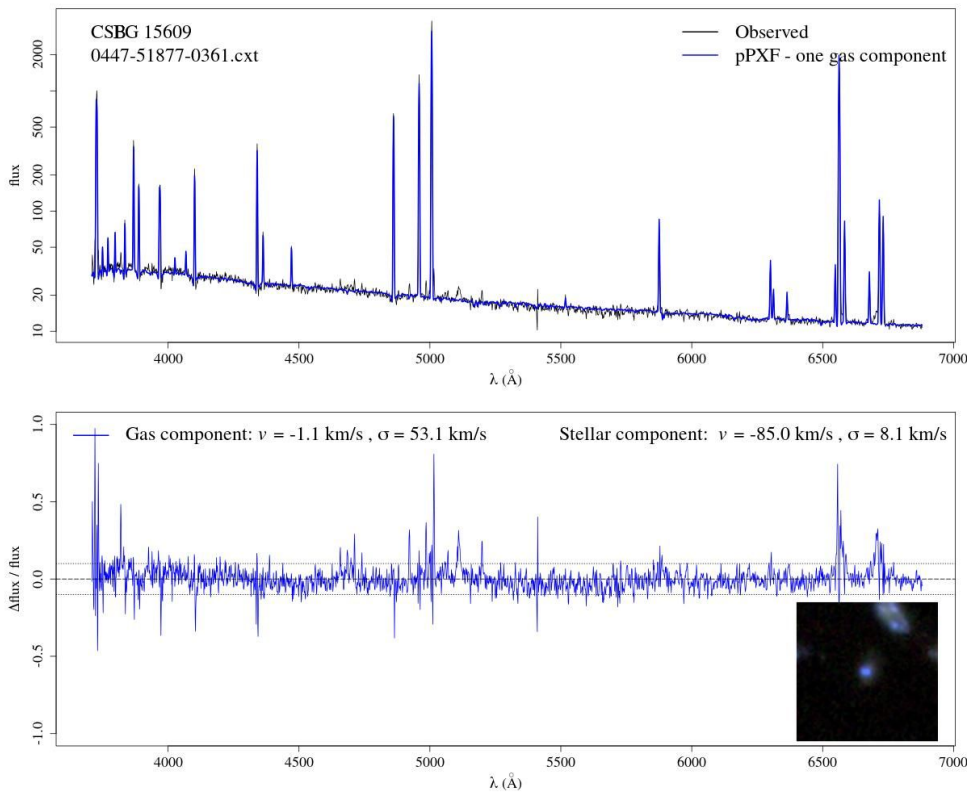 CSBG 15609
0447-51877-0361.cxt
Observed
pPXF - one gas component
flux
2000
500
200
100
50
20
10
4000 4500 5000 5500 6000 6500 7000
λ (Å)
Gas component: v = -1.1 km/s , σ = 53.1 km/s
Stellar component: v = -85.0 km/s , σ = 8.1 km/s
Δflux / flux
1.0
0.5
0.0
-0.5
-1.0
4000 4500 5000 5500 6000 6500 7000
λ (Å)